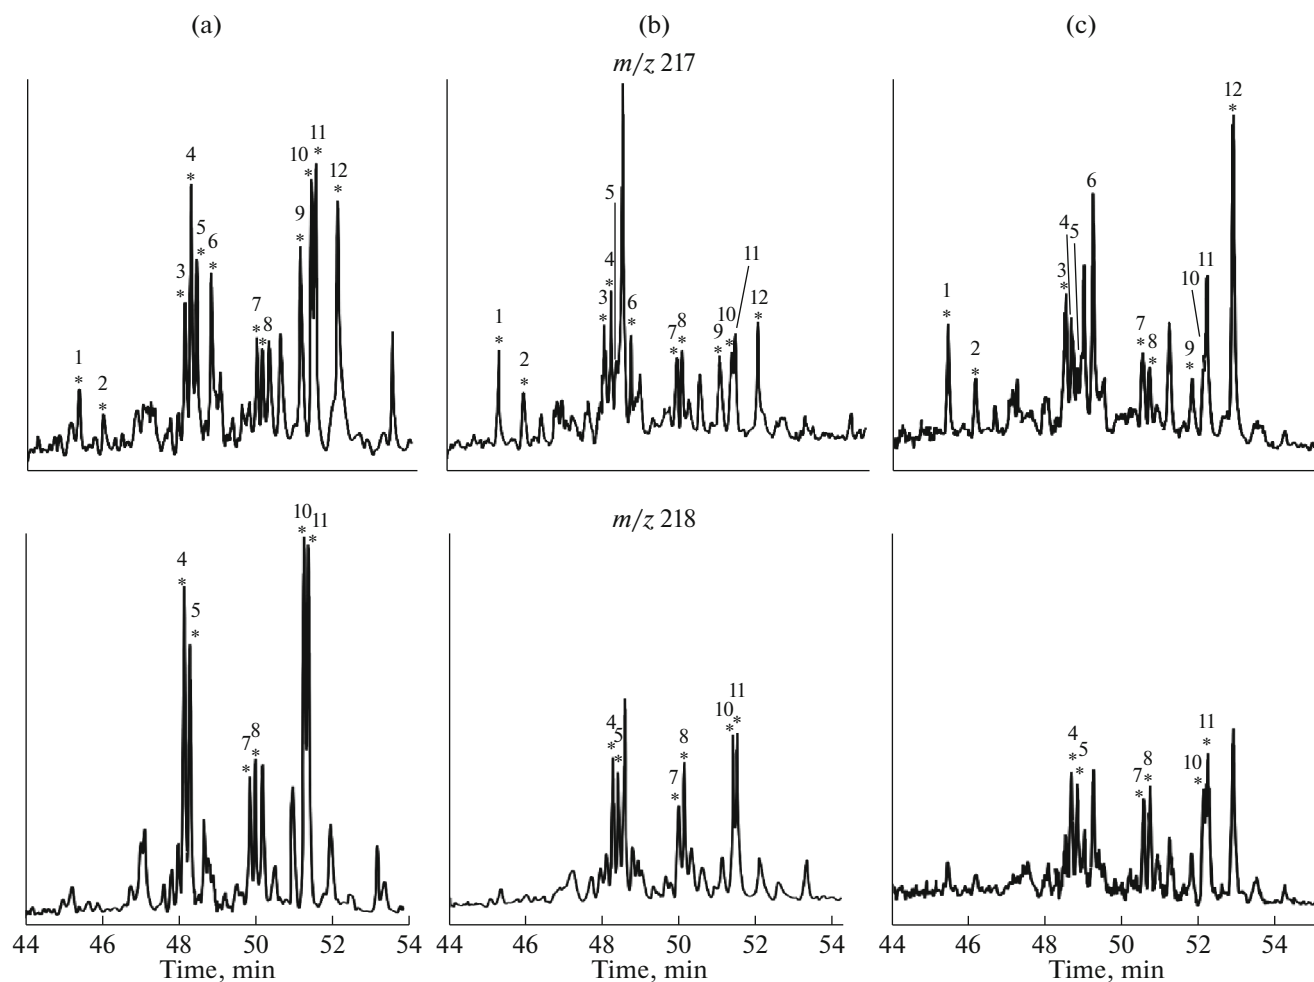 (a) (b) (c)
m/z 217
1 * 2 * 3 * 4 * 5 * 6 * 7 * 8 * 9 * 10 * 11 * 12 *
1 * 2 * 3 * 4 * 5 6 * 7 * 8 * 9 * 10 * 11 12 *
1 * 2 * 3 * 4 5 6 7 * 8 * 9 * 10 11 12 *
m/z 218
4 * 5 * 7 * 8 * 10 * 11 *
4 * 5 * 7 * 8 * 10 * 11 *
4 * 5 * 7 * 8 * 10 * 11 *
44 46 48 50 52 54 44 46 48 50 52 54 44 46 48 50 52 54
Time, min Time, min Time, min